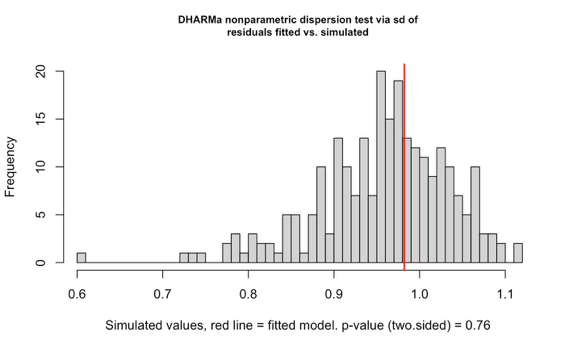 DHARMa nonparametric dispersion test via sd of
residuals fitted vs. simulated
20
15
10
5
0
Frequency
0.6 0.7 0.8 0.9 1.0 1.1
Simulated values, red line = fitted model. p-value (two.sided) = 0.76